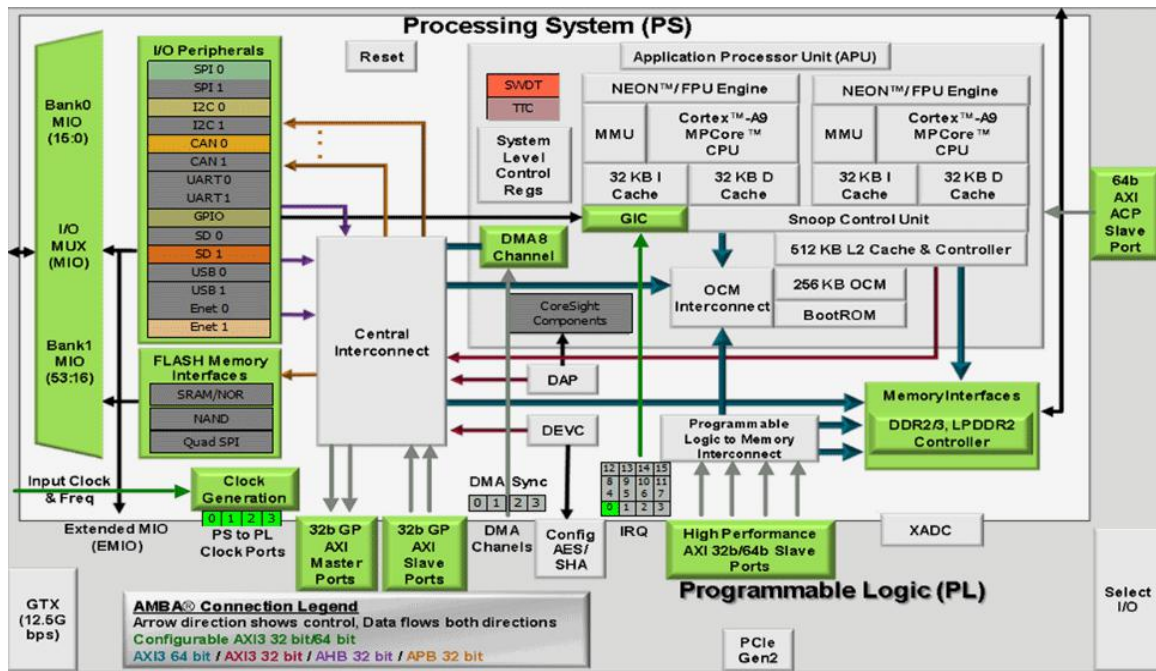 Processing System (PS)
I/O Peripherals
SPI 0
SPI 1
I2C 0
I2C 1
CAN 0
CAN 1
UART 0
UART 1
GPIO
SD 0
SD 1
USB 0
USB 1
Enet 0
Enet 1
Bank0
MIO
(15:0)
I/O
MUX
(MIO)
Bank1
MIO
(53:16)
FLASH Memory
Interfaces
SRAM/NOR
NAND
Quad SPI
Reset
Application Processor Unit (APU)
SWDT
TTC
System
Level
Control
Regs
NEON™/ FPU Engine
MMU
Cortex™-A9
MPCore™
CPU
32 KB I
Cache
32 KB D
Cache
NEON™/ FPU Engine
MMU
Cortex™-A9
MPCore™
CPU
32 KB I
Cache
32 KB D
Cache
GIC
Snoop Control Unit
DMA8
Channel
512 KB L2 Cache & Controller
OCM
Interconnect
256 KB OCM
BootROM
CoreSight
Components
Central
Interconnect
DAP
DEVC
Programmable
Logic to Memory
Interconnect
Memory Interfaces
DDR2/3, LPDDR2
Controller
64b
AXI
ACP
Slave
Port
Input Clock
& Freq
Clock
Generation
0 1 2 3
PS to PL
Clock Ports
Extended MIO
(EMIO)
32b GP
AXI
Master
Ports
32b GP
AXI
Slave
Ports
DMA Sync
0 1 2 3
DMA
Channels
Config
AES/
SHA
12 13 14 15
8 9 10 11
4 5 6 7
0 1 2 3
IRQ
High Performance
AXI 32b/64b Slave
Ports
XADC
Programmable Logic (PL)
GTX
(12.5G
bps)
AMBA® Connection Legend
Arrow direction shows control, Data flows both directions
Configurable AXI3 32 bit/64 bit
AXI3 64 bit / AXI3 32 bit / AHB 32 bit / APB 32 bit
PCIe
Gen2
Select
I/O